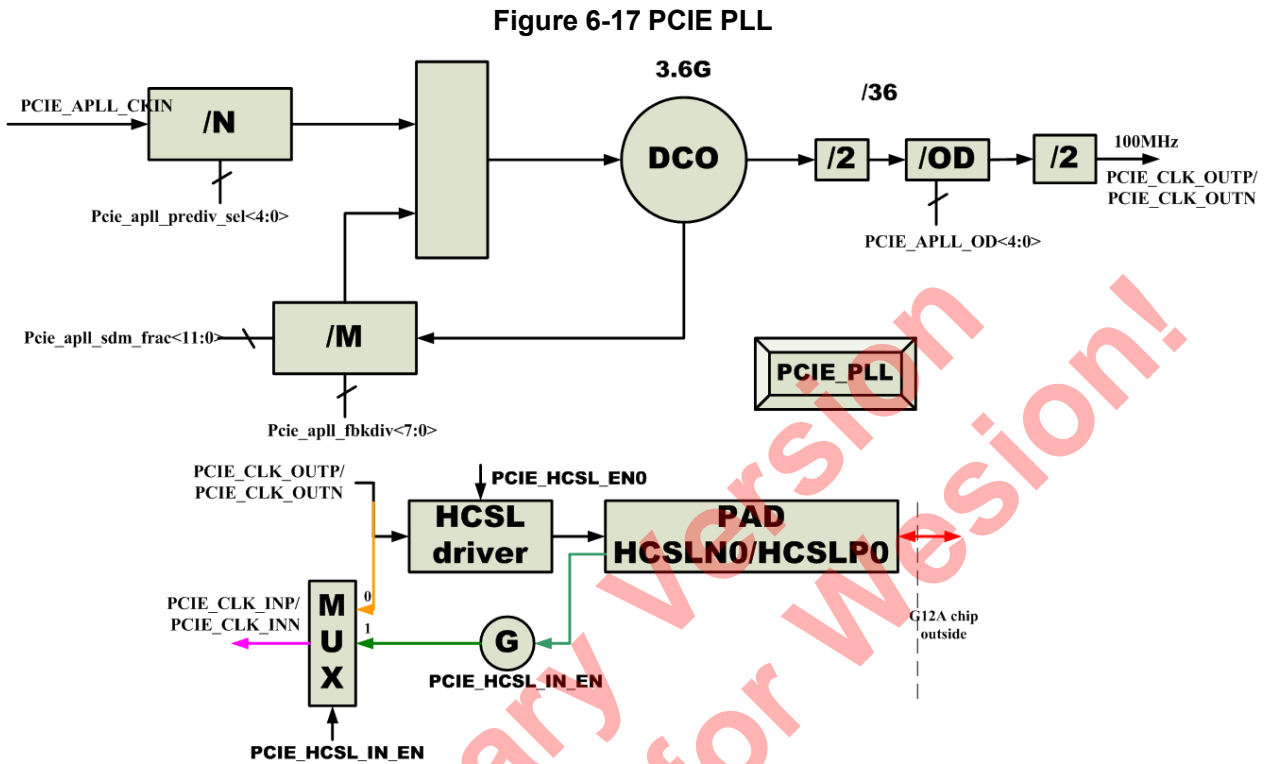 Figure 6-17 PCIE PLL
3.6G
/36
PCIE_APLL_CKIN
/N
DCO
/2
/OD
/2
100MHz
PCIE_CLK_OUTP/
PCIE_CLK_OUTN
Pcie_apll_prediv_sel<4:0>
PCIE_APLL_OD<4:0>
Pcie_apll_sdm_frac<11:0>
/M
PCIE_PLL
Pcie_apll_fbkdiv<7:0>
PCIE_CLK_OUTP/
PCIE_CLK_OUTN
PCIE_HCSL_EN0
HCSL
driver
PAD
HCSLN0/HCSLP0
PCIE_CLK_INP/
PCIE_CLK_INN
M
U
X
0
1
G
PCIE_HCSL_IN_EN
G12A chip
outside
PCIE_HCSL_IN_EN
ary Version
for Wesion!